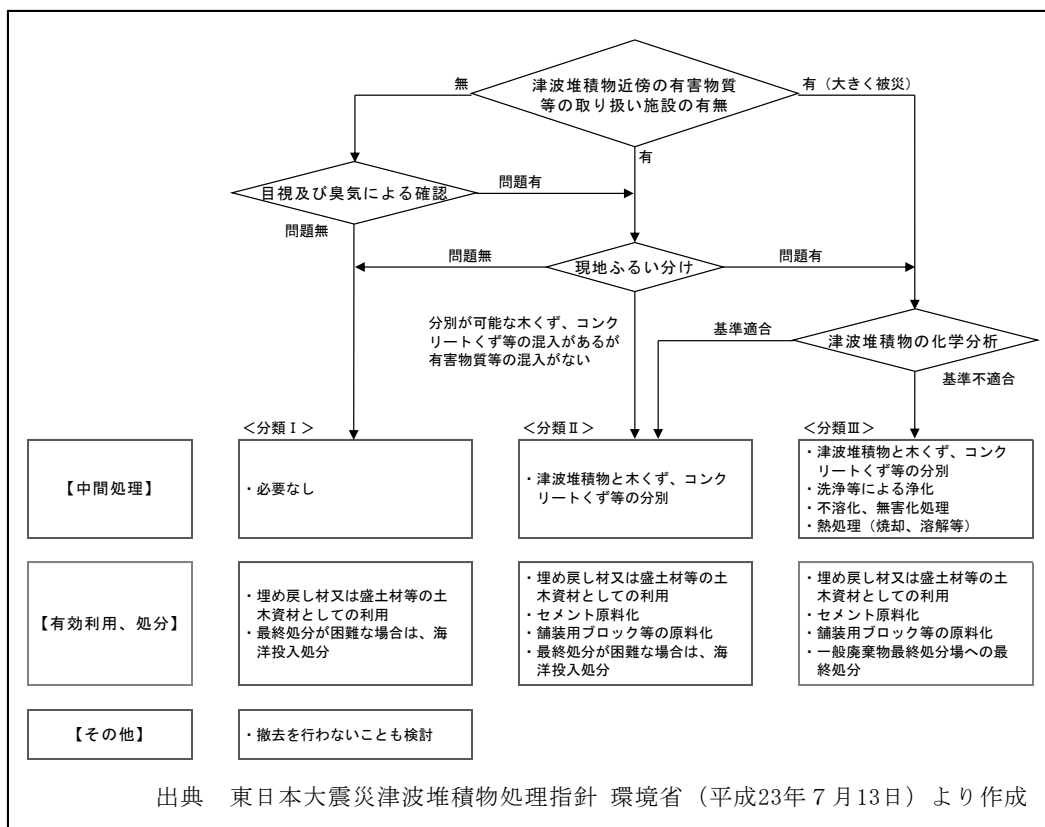 津波堆積物近傍の有害物質
等の取り扱い施設の有無
無
有（大きく被災）
有
目視及び臭気による確認
問題有
問題無
問題無
現地ふるい分け
問題有
分別が可能な木くず、コンク
リートくず等の混入があるが
有害物質等の混入がない
基準適合
津波堆積物の化学分析
基準不適合
＜分類Ⅰ＞
＜分類Ⅱ＞
＜分類Ⅲ＞
【中間処理】
・必要なし
・津波堆積物と木くず、コンク
リートくず等の分別
・津波堆積物と木くず、コンク
リートくず等の分別
・洗浄等による浄化
・不溶化、無害化処理
・熱処理（焼却、溶解等）
【有効利用、処分】
・埋め戻し材又は盛土材等の土
木資材としての利用
・最終処分が困難な場合は、海
洋投入処分
・埋め戻し材又は盛土材等の土
木資材としての利用
・セメント原料化
・舗装用ブロック等の原料化
・最終処分が困難な場合は、海
洋投入処分
・埋め戻し材又は盛土材等の土
木資材としての利用
・セメント原料化
・舗装用ブロック等の原料化
・一般廃棄物最終処分場への最
終処分
【その他】
・撤去を行わないことも検討
出典　東日本大震災津波堆積物処理指針 環境省（平成23年７月13日）より作成